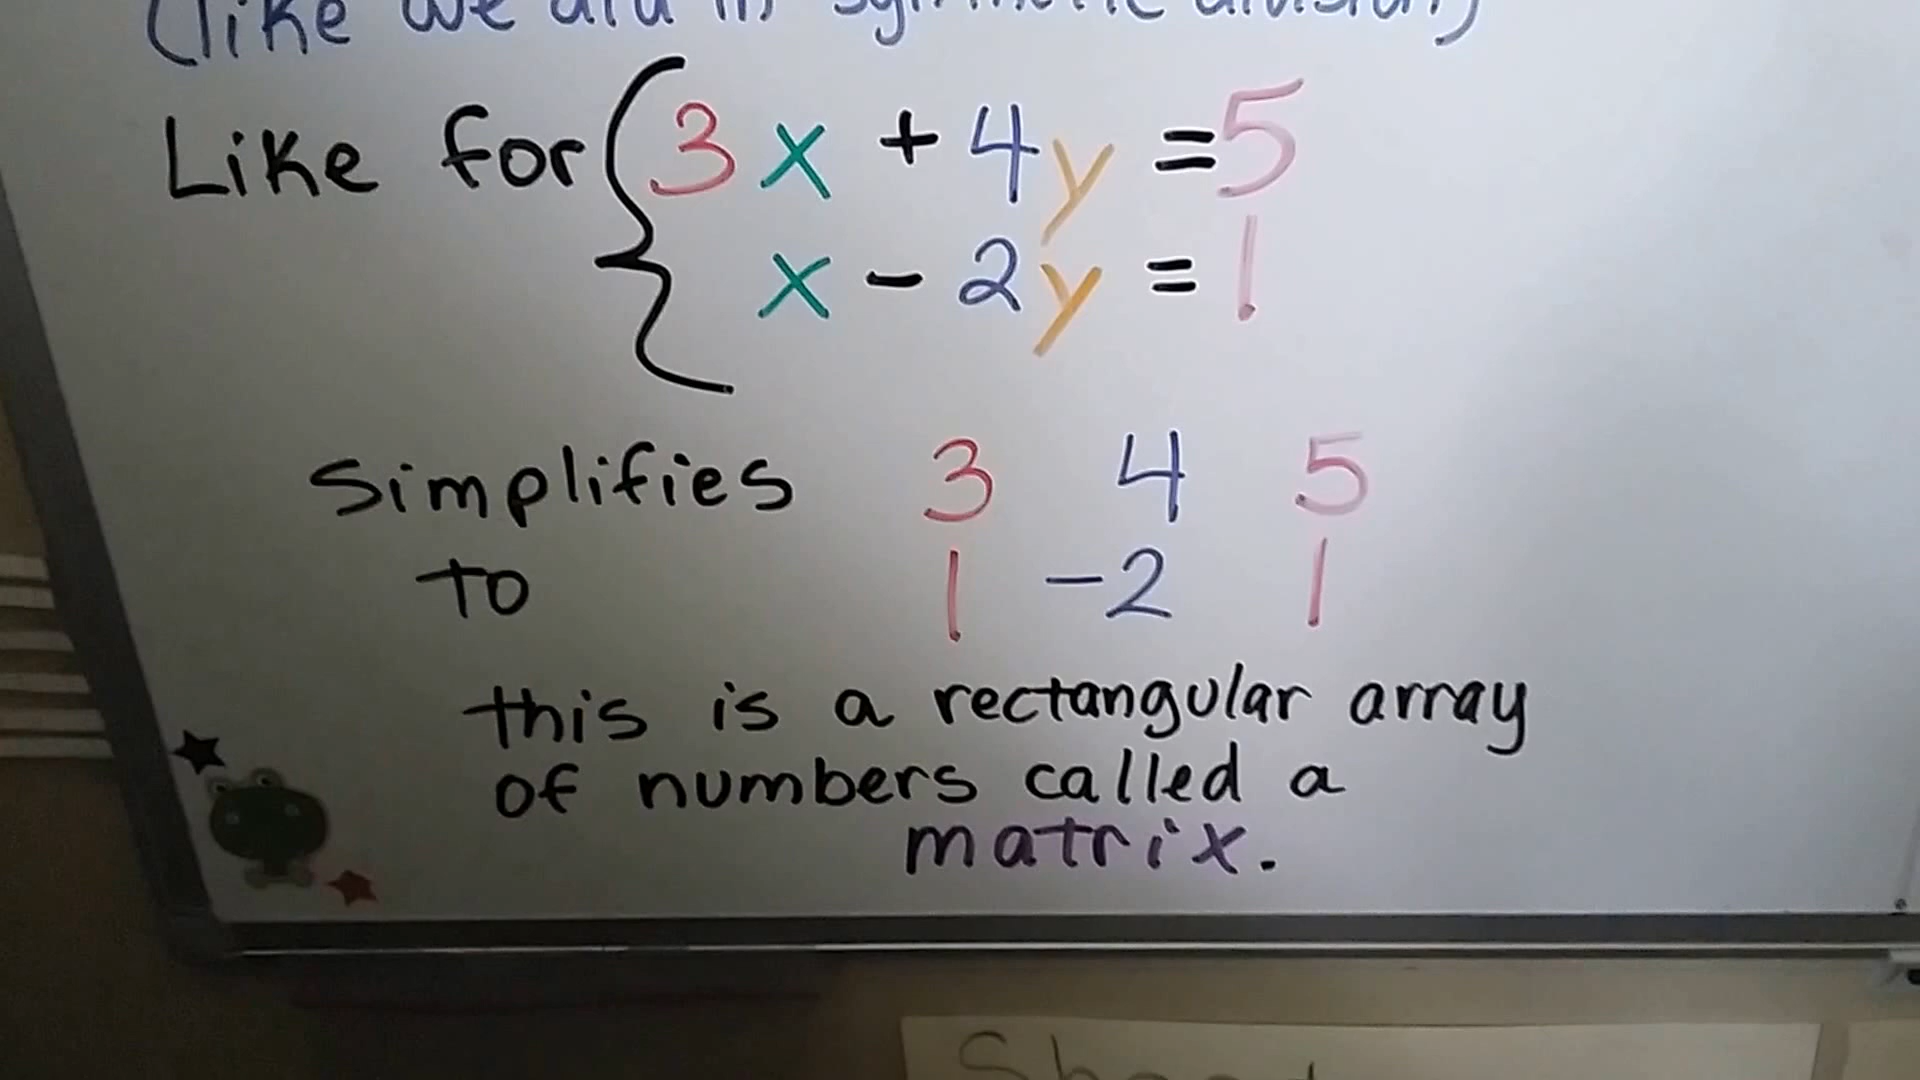 (like we did in synthetic division)
Like for { 3x + 4y = 5
x - 2y = 1
Simplifies 3 4 5
to 1 -2 1
this is a rectangular array
of numbers called a
matrix.